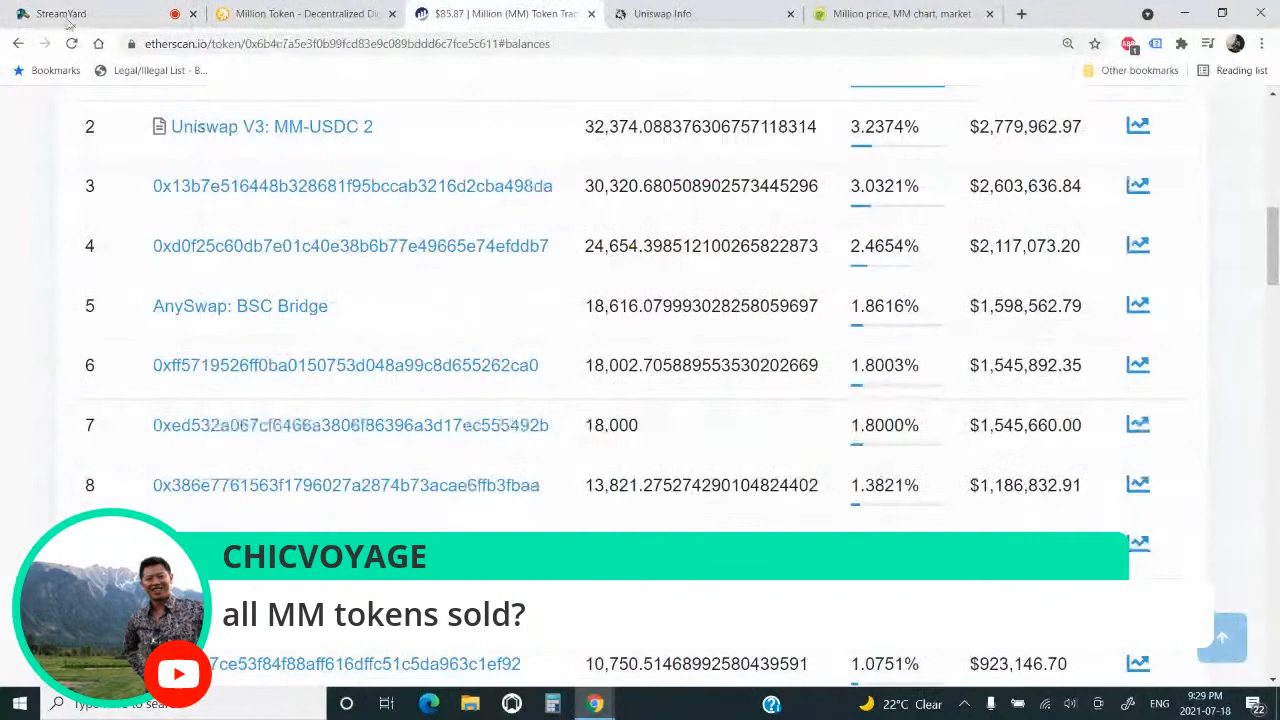 StreamYard
Domination Day! Million (MM)
$85.87 | Million (MM) Token Trac
Uniswap Info
Million price, MM chart, market
etherscan.io/token/0x6b4c7a5e3f0b99fcd83e9c089bddd6c7fce5c611#balances
Bookmarks
Legal/Illegal List - B...
Other bookmarks
Reading list
2 Uniswap V3: MM-USDC 2 32,374.088376306757118314 3.2374% $2,779,962.97
3 0x13b7e516448b328681f95bccab3216d2cba498da 30,320.680508902573445296 3.0321% $2,603,636.84
4 0xd0f25c60db7e01c40e38b6b77e49665e74efddb7 24,654.398512100265822873 2.4654% $2,117,073.20
5 AnySwap: BSC Bridge 18,616.079993028258059697 1.8616% $1,598,562.79
6 0xff5719526ff0ba0150753d048a99c8d655262ca0 18,002.705889553530202669 1.8003% $1,545,892.35
7 0xed532a067cf6468a3808f86396a3d17ec555492b 18,000 1.8000% $1,545,660.00
8 0x386e7761563f1796027a2874b73acae6ffb3fbaa 13,821.275274290104824402 1.3821% $1,186,832.91
CHICVOYAGE
all MM tokens sold?
7ce53f84f88aff616dffc51c5da963c1ef92 10,750.51468992580439591 1.0751% $923,146.70
22°C Clear
ENG
9:29 PM
2021-07-18
22